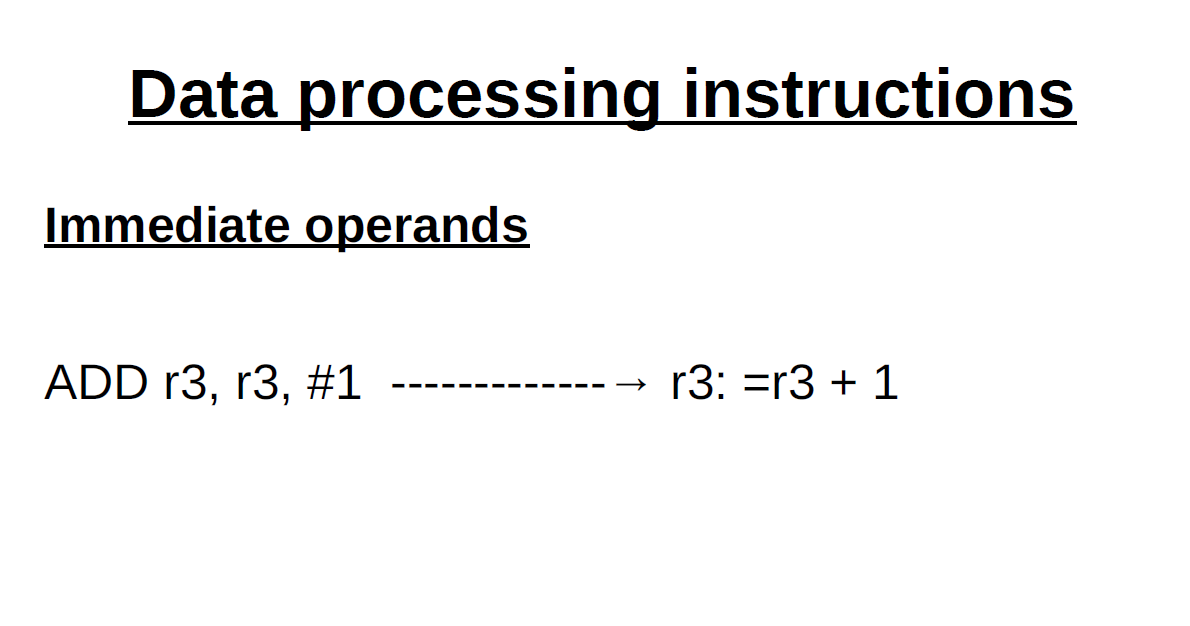 Data processing instructions
Immediate operands
ADD r3, r3, #1 -------------→ r3: =r3 + 1